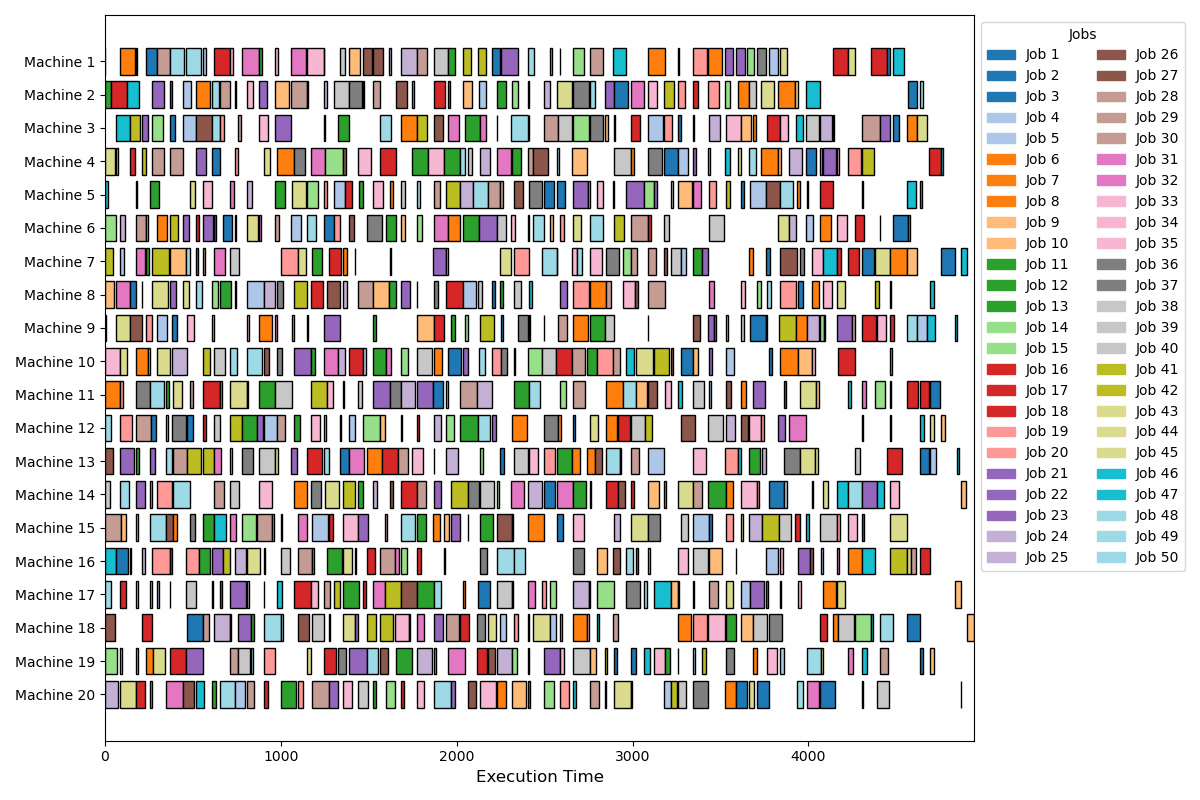 Machine 1
Machine 2
Machine 3
Machine 4
Machine 5
Machine 6
Machine 7
Machine 8
Machine 9
Machine 10
Machine 11
Machine 12
Machine 13
Machine 14
Machine 15
Machine 16
Machine 17
Machine 18
Machine 19
Machine 20
0 1000 2000 3000 4000
Execution Time
Jobs
Job 1 Job 26
Job 2 Job 27
Job 3 Job 28
Job 4 Job 29
Job 5 Job 30
Job 6 Job 31
Job 7 Job 32
Job 8 Job 33
Job 9 Job 34
Job 10 Job 35
Job 11 Job 36
Job 12 Job 37
Job 13 Job 38
Job 14 Job 39
Job 15 Job 40
Job 16 Job 41
Job 17 Job 42
Job 18 Job 43
Job 19 Job 44
Job 20 Job 45
Job 21 Job 46
Job 22 Job 47
Job 23 Job 48
Job 24 Job 49
Job 25 Job 50